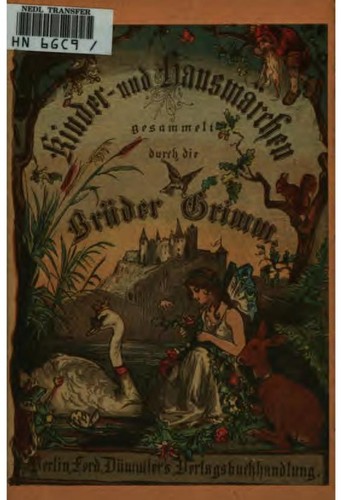 NEDL TRANSFER
HN 6GC9 /
Kinder- und Hausmärchen
gesammelt
durch die
Brüder Grimm.
Berlin, Ferd. Dümmler's Verlagsbuchhandlung.